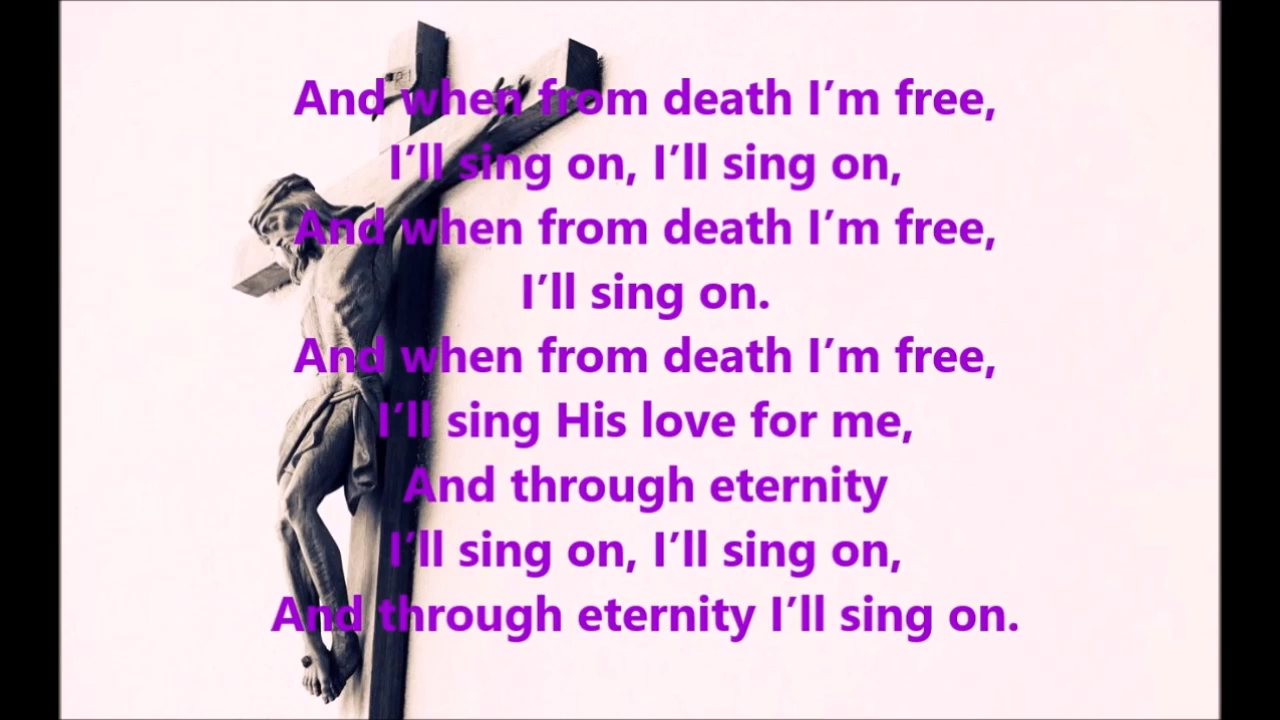 And when from death I’m free,
I’ll sing on, I’ll sing on,
And when from death I’m free,
I’ll sing on.
And when from death I’m free,
I’ll sing His love for me,
And through eternity
I’ll sing on, I’ll sing on,
And through eternity I’ll sing on.